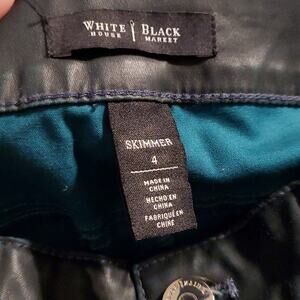 WHITE BLACK
HOUSE MARKET
SKIMMER
4
MADE IN
CHINA
HECHO EN
CHINA
FABRIQUÉ EN
CHINE